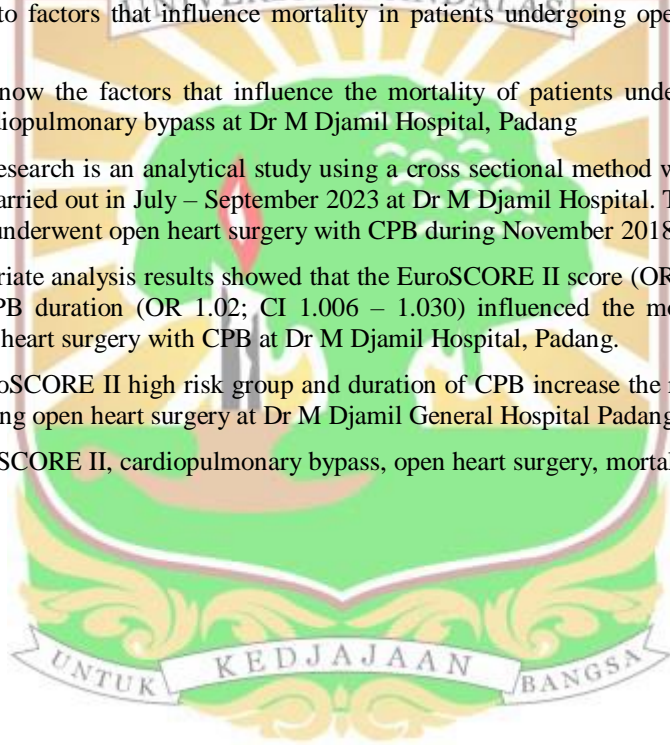 to factors that influence mortality in patients undergoing ope
now the factors that influence the mortality of patients unde
diopulmonary bypass at Dr M Djamil Hospital, Padang
esearch is an analytical study using a cross sectional method w
arried out in July – September 2023 at Dr M Djamil Hospital. T
underwent open heart surgery with CPB during November 2018
riate analysis results showed that the EuroSCORE II score (OR
PB duration (OR 1.02; CI 1.006 – 1.030) influenced the mo
heart surgery with CPB at Dr M Djamil Hospital, Padang.
oSCORE II high risk group and duration of CPB increase the
ng open heart surgery at Dr M Djamil General Hospital Padang
SCORE II, cardiopulmonary bypass, open heart surgery, mortal
UNTUK KEDJAJAAN BANGSA